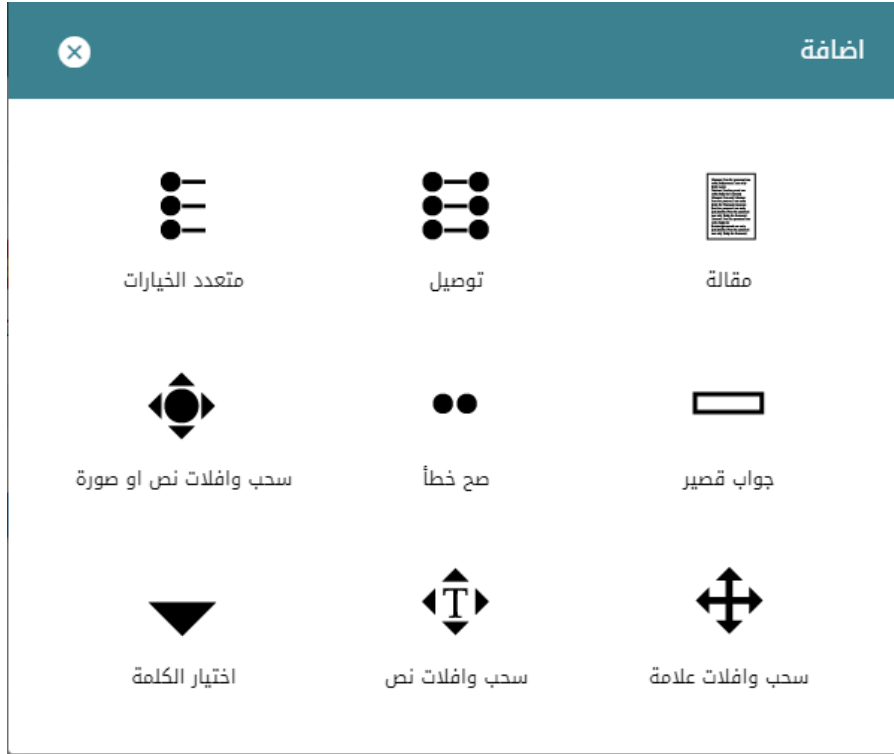 اضافة
مقالة
توصيل
متعدد الخيارات
جواب قصير
صح خطأ
سحب وافلات نص او صورة
سحب وافلات علامة
T
سحب وافلات نص
اختيار الكلمة